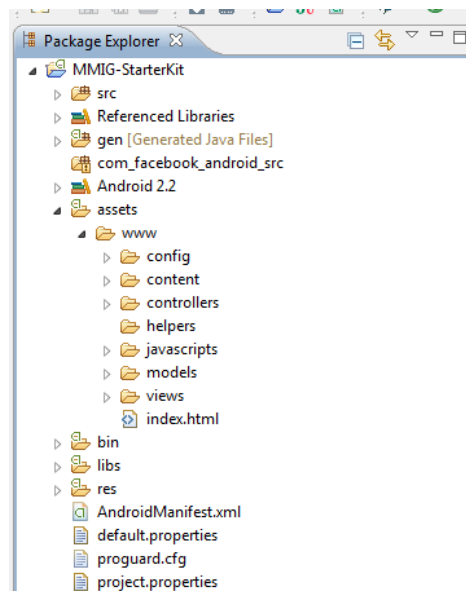 Package Explorer
MMIG-StarterKit
src
Referenced Libraries
gen [Generated Java Files]
com_facebook_android_src
Android 2.2
assets
www
config
content
controllers
helpers
javascripts
models
views
index.html
bin
libs
res
AndroidManifest.xml
default.properties
proguard.cfg
project.properties